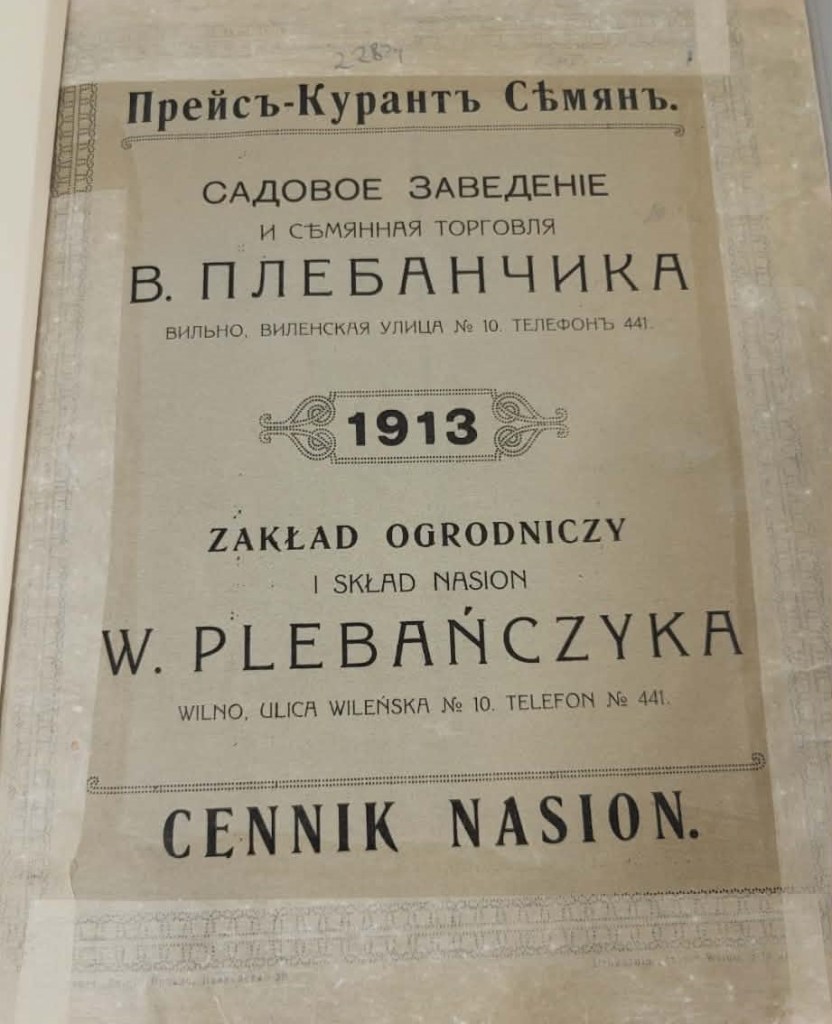 Прейсъ-Курантъ Сѣмянъ.
САДОВОЕ ЗАВЕДЕНІЕ
И СѢМЯННАЯ ТОРГОВЛЯ
В. ПЛЕБАНЧИКА
ВИЛЬНО, ВИЛЕНСКАЯ УЛИЦА № 10. ТЕЛЕФОНЪ 441.
1913
ZAKŁAD OGRODNICZY
I SKŁAD NASION
W. PLEBAŃCZYKA
WILNO, ULICA WILEŃSKA № 10. TELEFON № 441.
CENNIK NASION.